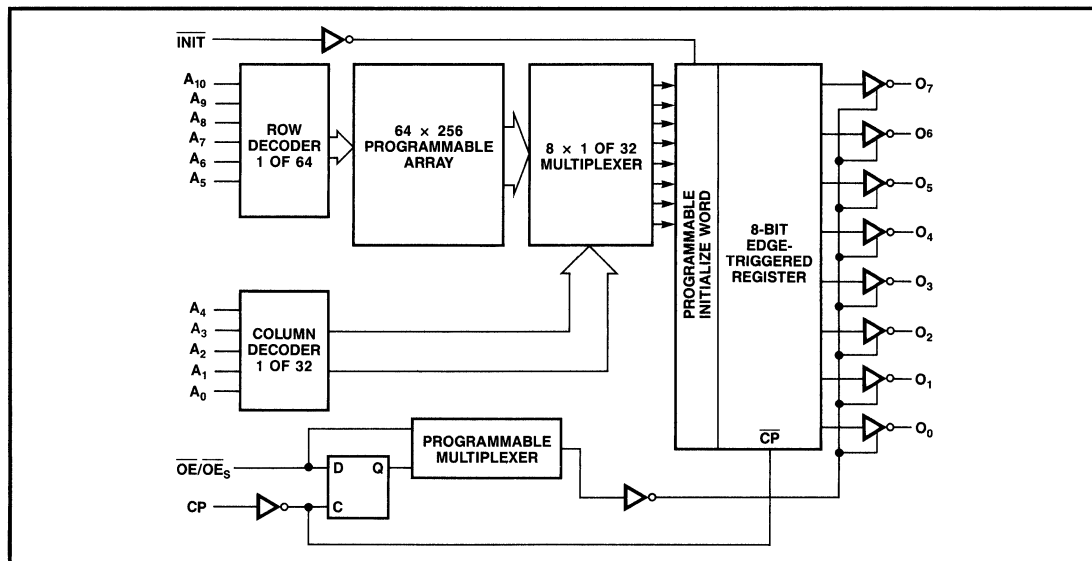 INIT
A10
A9
A8
A7
A6
A5
ROW
DECODER
1 OF 64
64 × 256
PROGRAMMABLE
ARRAY
8 × 1 OF 32
MULTIPLEXER
PROGRAMMABLE
INITIALIZE WORD
8-BIT
EDGE-
TRIGGERED
REGISTER
CP
O7
O6
O5
O4
O3
O2
O1
O0
A4
A3
A2
A1
A0
COLUMN
DECODER
1 OF 32
OE/OES
CP
D
Q
C
PROGRAMMABLE
MULTIPLEXER